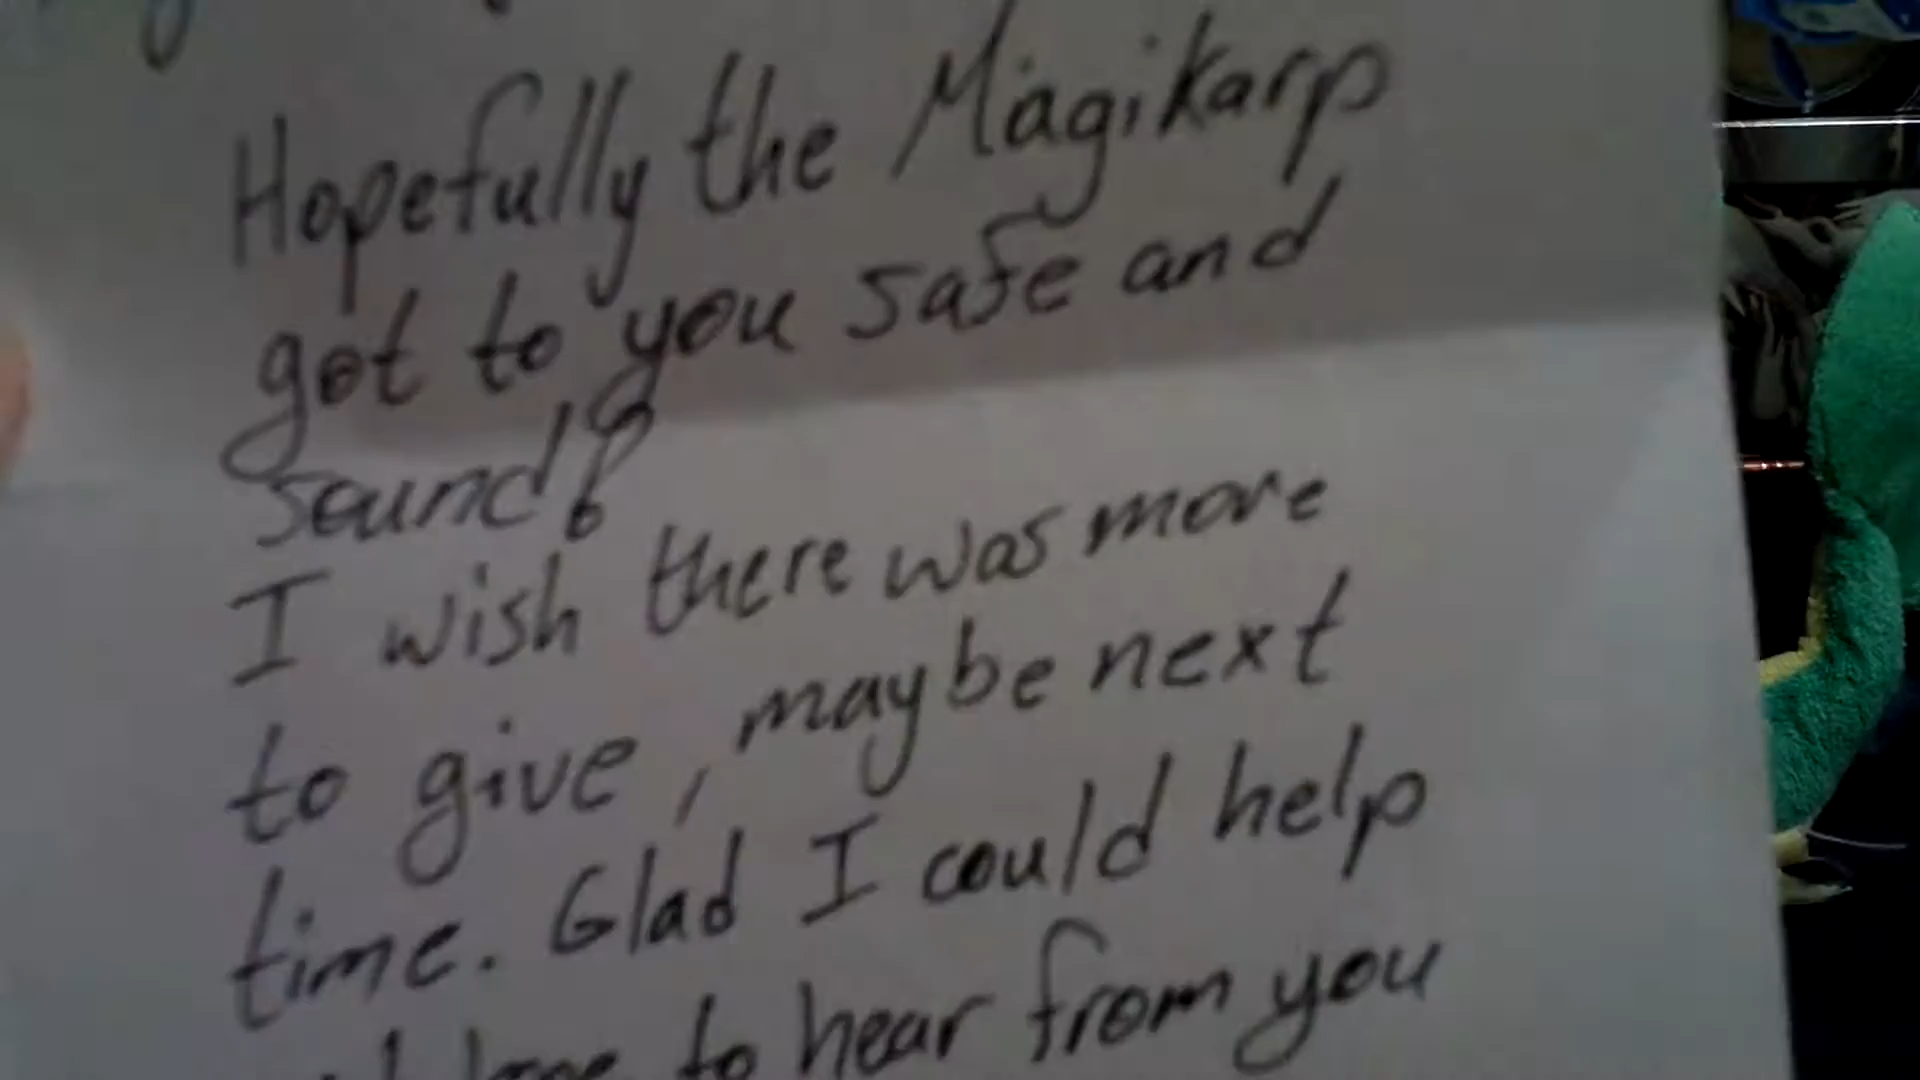 Hopefully the Magikarp
got to you safe and
sound!
I wish there was more
to give, maybe next
time. Glad I could help
to hear from you